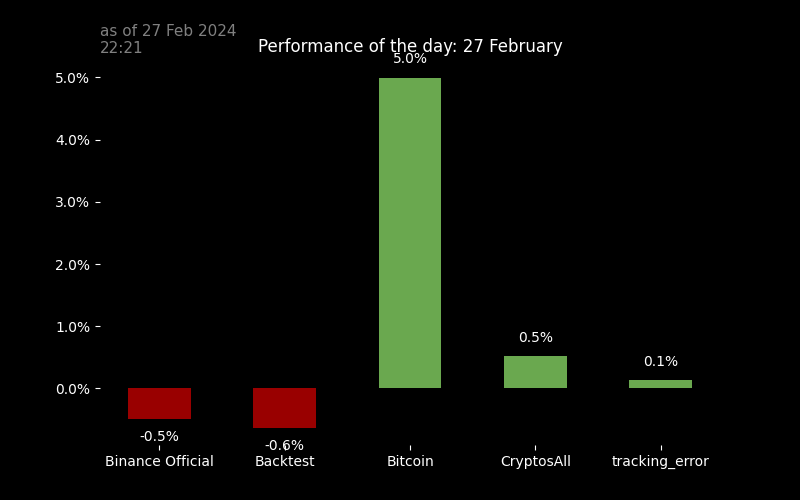 as of 27 Feb 2024
22:21
Performance of the day: 27 February
5.0%
5.0%
4.0%
3.0%
2.0%
1.0%
0.5%
0.1%
0.0%
-0.5%
-0.6%
Binance Official
Backtest
Bitcoin
CryptosAll
tracking_error